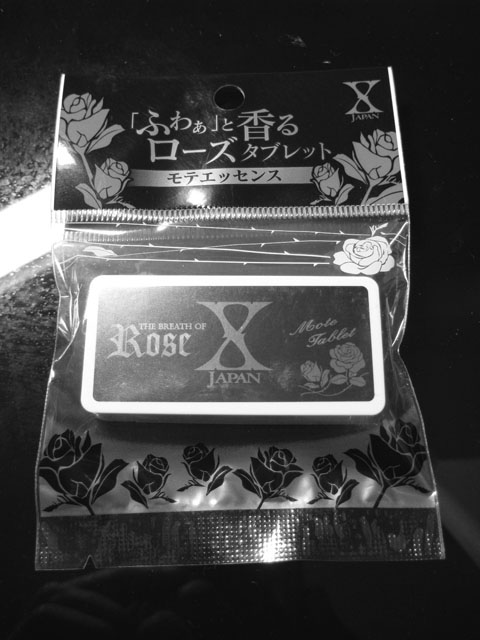 「ふわぁ」と香る
ローズタブレット
モテエッセンス
X
JAPAN
THE BREATH OF
Rose
X
JAPAN
Mote
Tablet